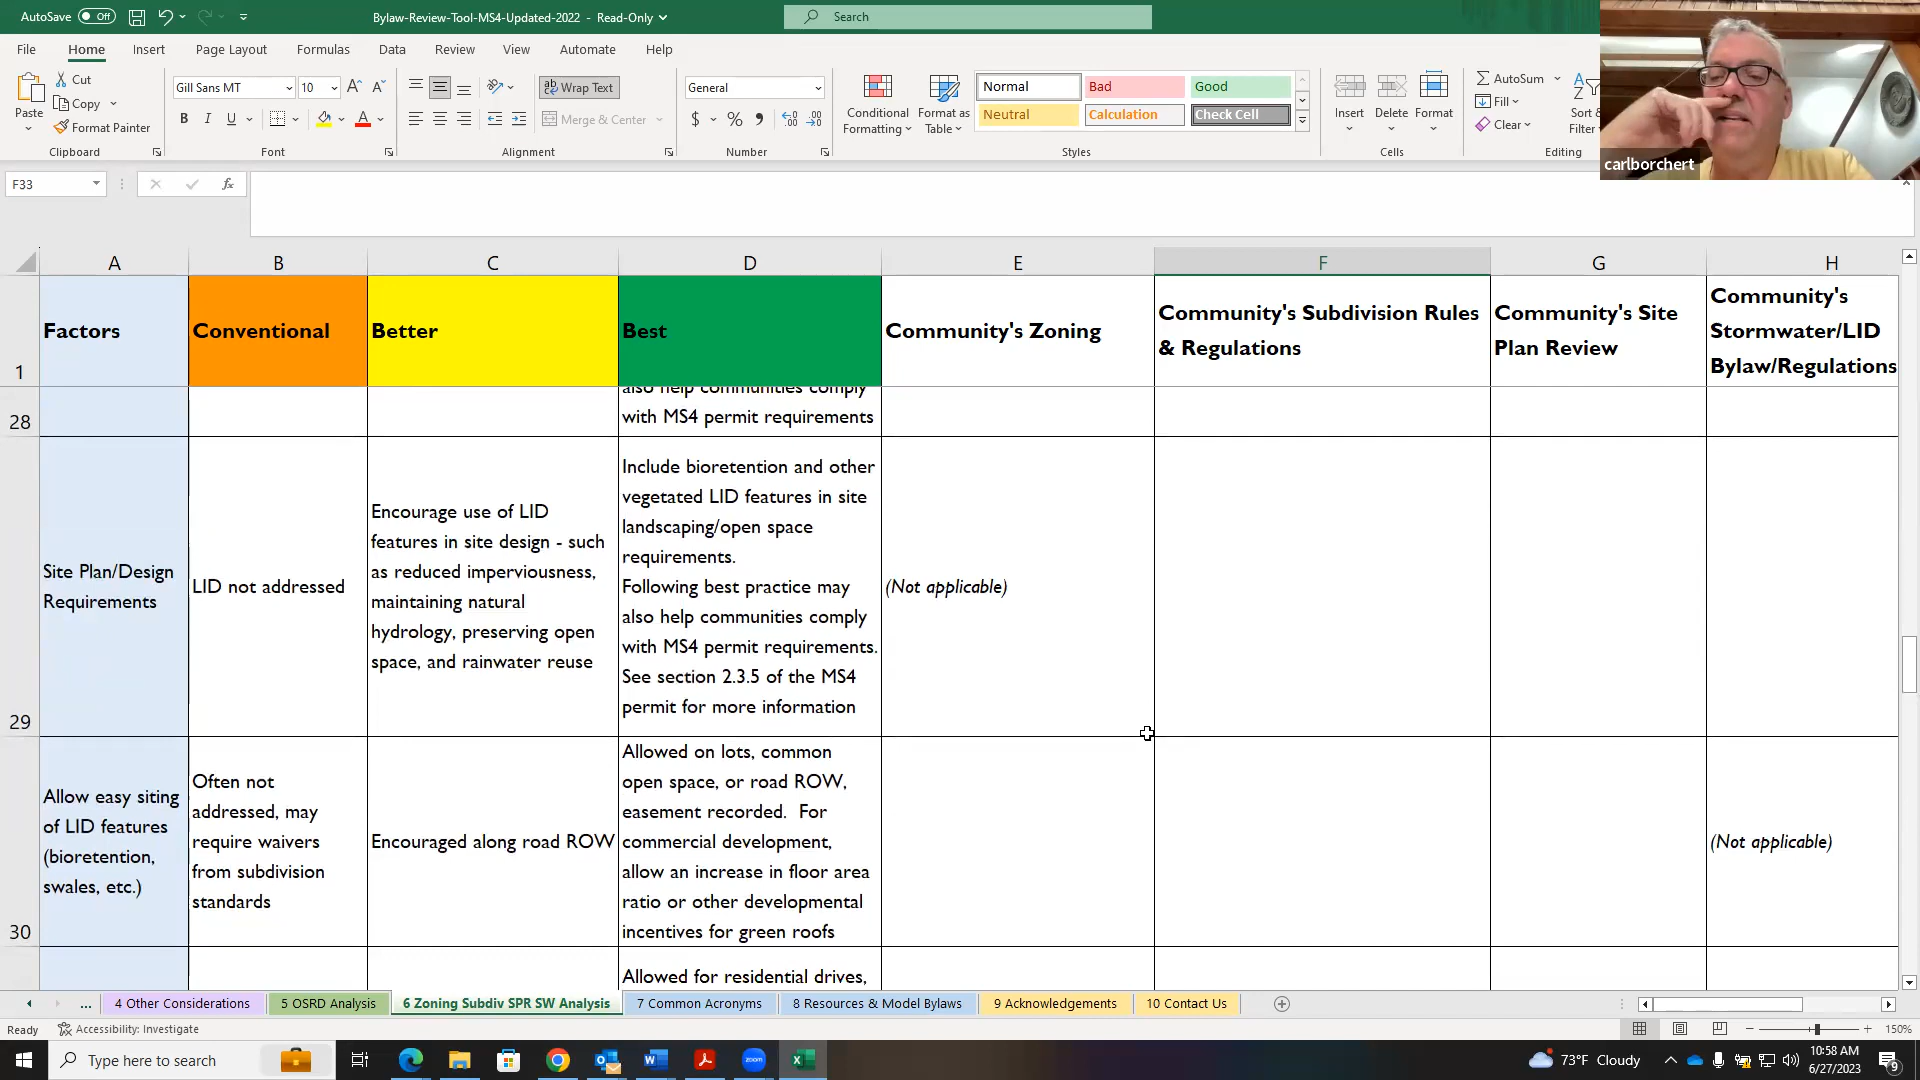 AutoSave Off Bylaw-Review-Tool-MS4-Updated-2022 - Read-Only Search
File Home Insert Page Layout Formulas Data Review View Automate Help
Paste Cut Copy Format Painter
Gill Sans MT 10
Wrap Text
Merge & Center
General
Conditional Formatting
Format as Table
Normal Bad Good
Neutral Calculation Check Cell
Insert Delete Format
AutoSum
Fill
Clear
Sort &
Filter
carlborchert
Clipboard Font Alignment Number Styles Cells Editing
F33 fx
A B C D E F G H
1
Factors
Conventional
Better
Best
Community's Zoning
Community's Subdivision Rules
& Regulations
Community's Site
Plan Review
Community's
Stormwater/LID
Bylaw/Regulations
28
also help communities comply
with MS4 permit requirements
29
Site Plan/Design
Requirements
LID not addressed
Encourage use of LID
features in site design - such
as reduced imperviousness,
maintaining natural
hydrology, preserving open
space, and rainwater reuse
Include bioretention and other
vegetated LID features in site
landscaping/open space
requirements.
Following best practice may
also help communities comply
with MS4 permit requirements.
See section 2.3.5 of the MS4
permit for more information
(Not applicable)
30
Allow easy siting
of LID features
(bioretention,
swales, etc.)
Often not
addressed, may
require waivers
from subdivision
standards
Encouraged along road ROW
Allowed on lots, common
open space, or road ROW,
easement recorded. For
commercial development,
allow an increase in floor area
ratio or other developmental
incentives for green roofs
(Not applicable)
Allowed for residential drives,
... 4 Other Considerations 5 OSRD Analysis 6 Zoning Subdiv SPR SW Analysis 7 Common Acronyms 8 Resources & Model Bylaws 9 Acknowledgements 10 Contact Us
Ready Accessibility: Investigate 150%
Type here to search
zoom
73°F Cloudy
10:58 AM
6/27/2023
9